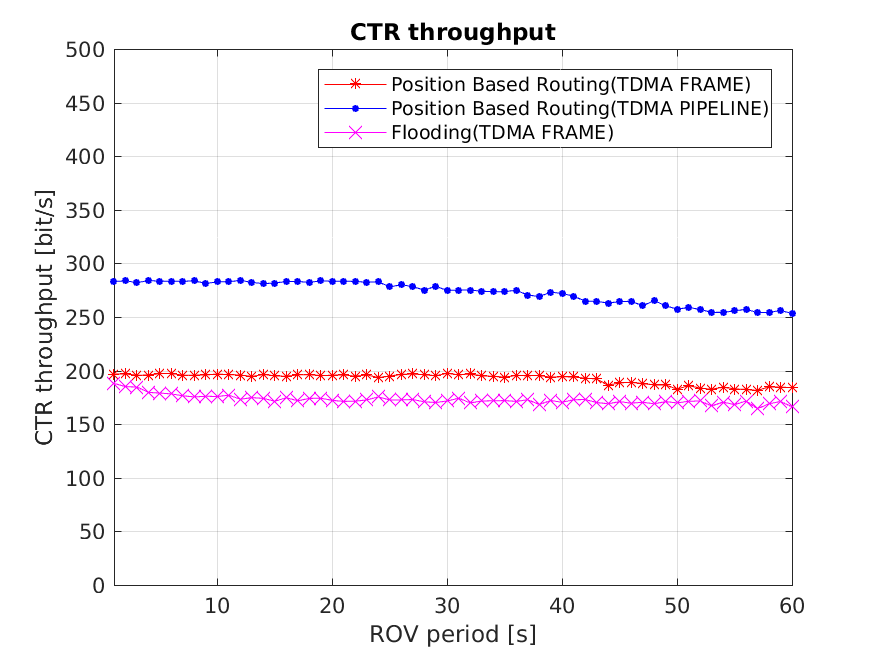 CTR throughput
500
450
400
350
300
250
200
150
100
50
0
CTR throughput [bit/s]
Position Based Routing(TDMA FRAME)
Position Based Routing(TDMA PIPELINE)
Flooding(TDMA FRAME)
10 20 30 40 50 60
ROV period [s]